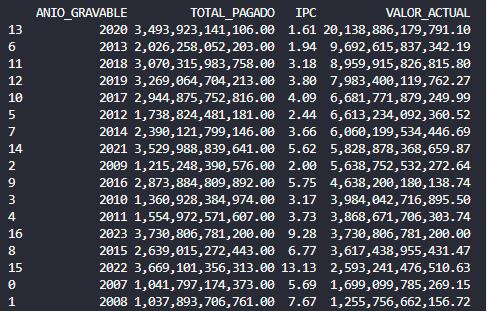 ANIO_GRAVABLE TOTAL_PAGADO IPC VALOR_ACTUAL
13 2020 3,493,923,141,106.00 1.61 20,138,886,179,791.10
6 2013 2,026,258,052,203.00 1.94 9,692,615,837,342.19
11 2018 3,070,315,983,758.00 3.18 8,959,915,826,815.80
12 2019 3,269,064,704,213.00 3.80 7,983,400,119,762.27
10 2017 2,944,875,752,816.00 4.09 6,681,771,879,249.99
5 2012 1,738,824,481,181.00 2.44 6,613,234,092,360.52
7 2014 2,390,121,799,146.00 3.66 6,060,199,534,446.69
14 2021 3,529,988,839,641.00 5.62 5,828,878,368,659.87
2 2009 1,215,248,390,576.00 2.00 5,638,752,532,272.64
9 2016 2,873,884,809,892.00 5.75 4,638,200,180,138.74
3 2010 1,360,928,384,974.00 3.17 3,984,042,716,895.50
4 2011 1,554,972,571,607.00 3.73 3,868,671,706,303.74
16 2023 3,730,806,781,200.00 9.28 3,730,806,781,200.00
8 2015 2,639,015,272,443.00 6.77 3,617,438,955,431.47
15 2022 3,669,101,356,313.00 13.13 2,593,241,476,510.63
0 2007 1,041,797,174,373.00 5.69 1,699,099,785,269.15
1 2008 1,037,893,706,761.00 7.67 1,255,756,662,156.72